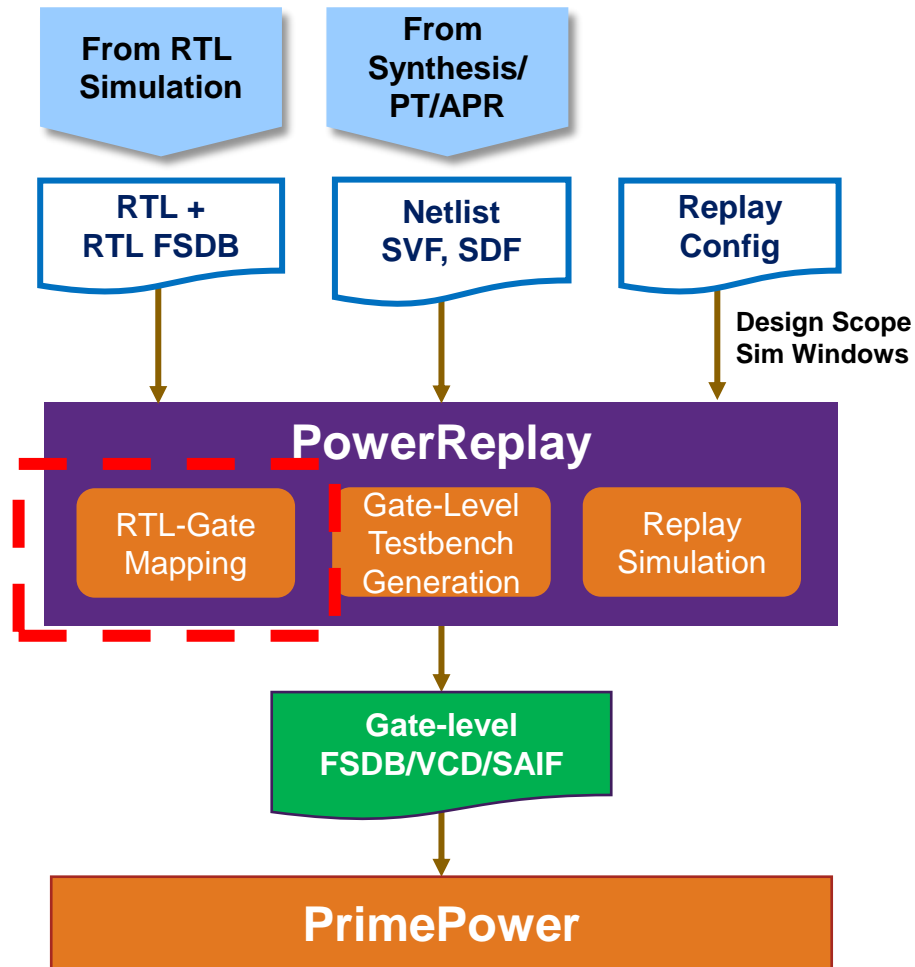 From RTL
Simulation
From
Synthesis/
PT/APR
RTL +
RTL FSDB
Netlist
SVF, SDF
Replay
Config
Design Scope
Sim Windows
PowerReplay
RTL-Gate
Mapping
Gate-Level
Testbench
Generation
Replay
Simulation
Gate-level
FSDB/VCD/SAIF
PrimePower